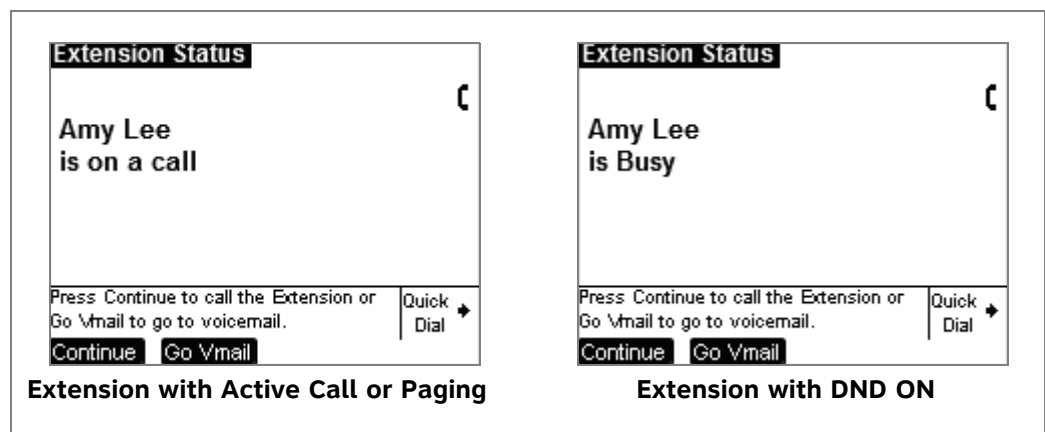 Extension Status
Amy Lee
is on a call
Press Continue to call the Extension or
Go Vmail to go to voicemail.
Quick
Dial
Continue Go Vmail
Extension with Active Call or Paging
Extension Status
Amy Lee
is Busy
Press Continue to call the Extension or
Go Vmail to go to voicemail.
Quick
Dial
Continue Go Vmail
Extension with DND ON